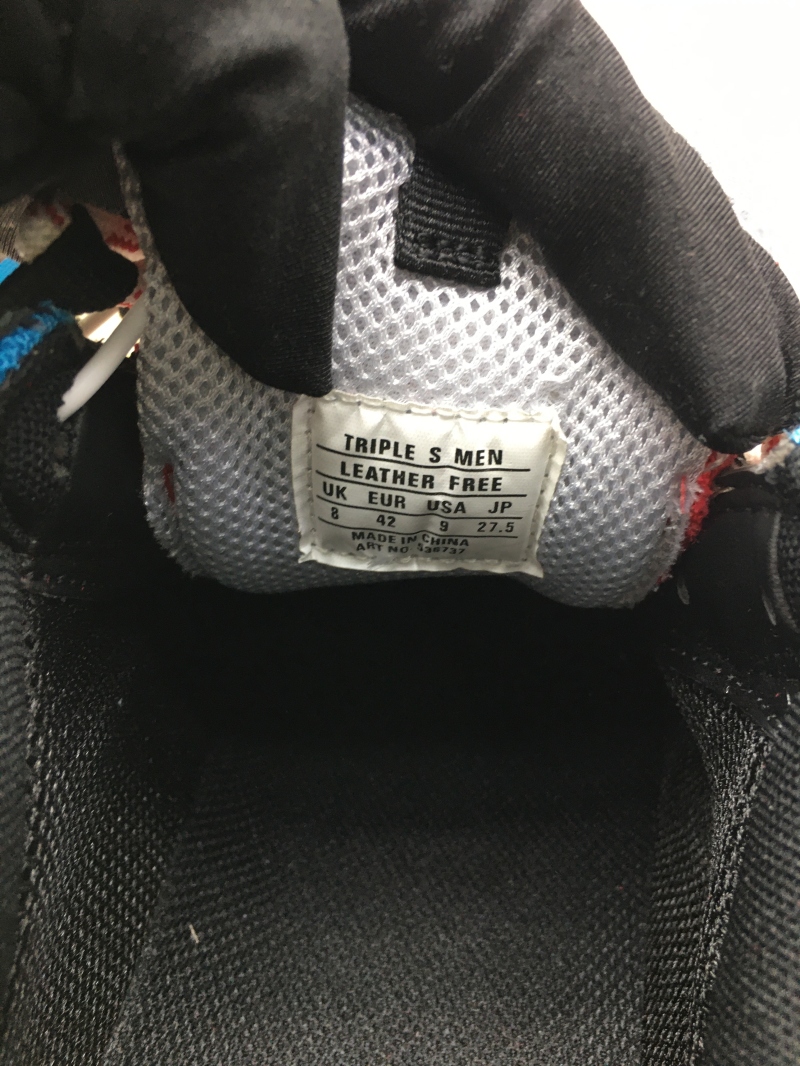 TRIPLE S MEN
LEATHER FREE
UK EUR USA JP
8 42 9 27.5
MADE IN CHINA
ART NO 536737